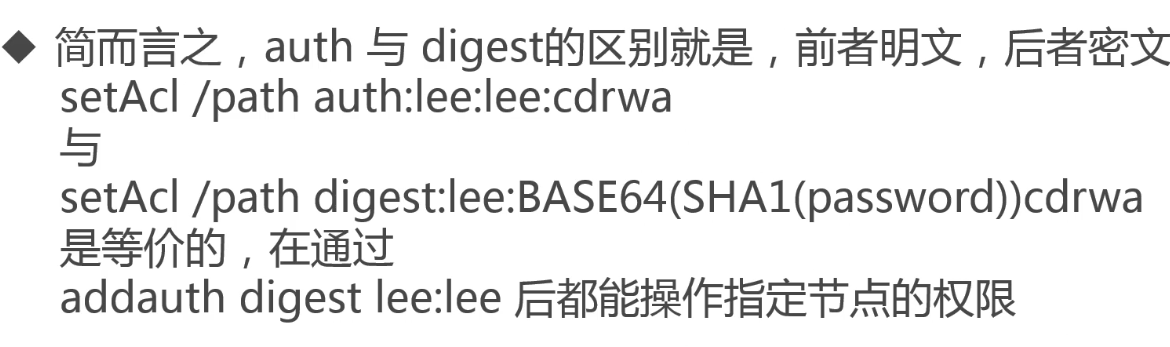 ◆ 简而言之，auth 与 digest的区别就是，前者明文，后者密文
setAcl /path auth:lee:lee:cdrwa
与
setAcl /path digest:lee:BASE64(SHA1(password))cdrwa
是等价的，在通过
addauth digest lee:lee 后都能操作指定节点的权限